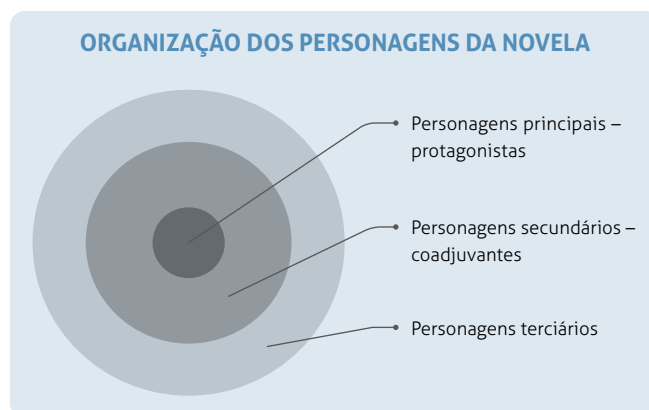 ORGANIZAÇÃO DOS PERSONAGENS DA NOVELA
Personagens principais –
protagonistas
Personagens secundários –
coadjuvantes
Personagens terciários